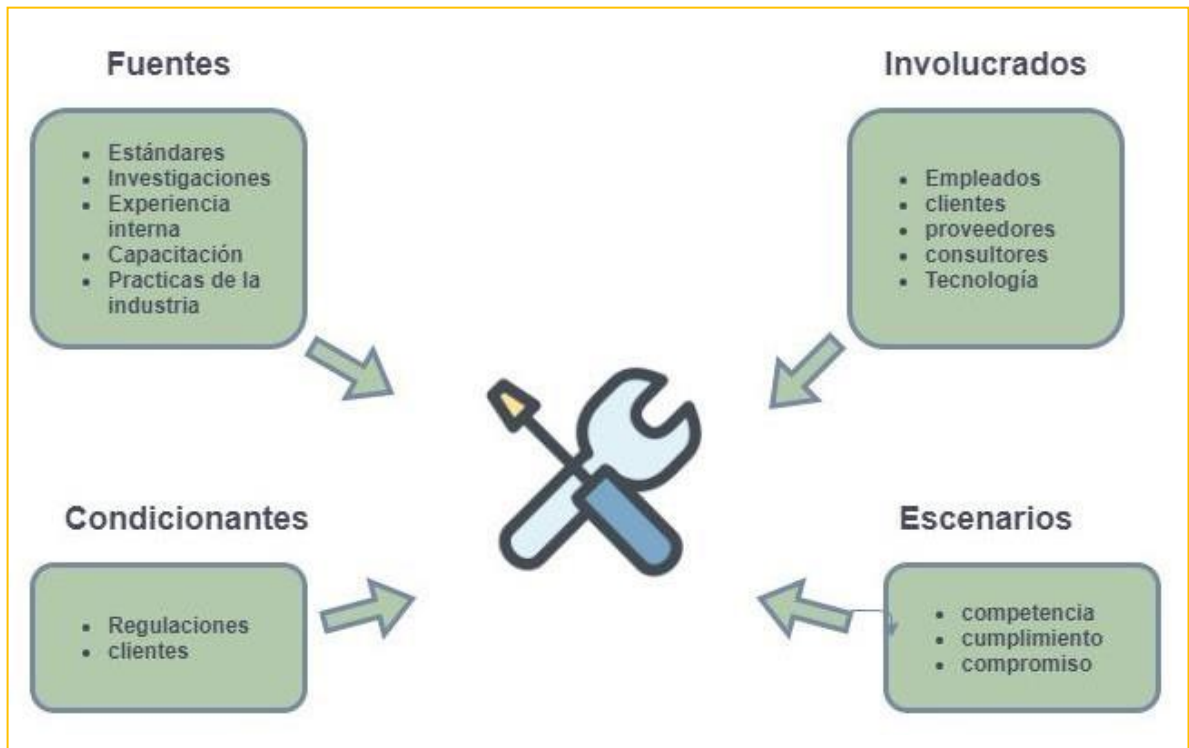 Fuentes
Estándares
Investigaciones
Experiencia
interna
Capacitación
Practicas de la
industria
Involucrados
Empleados
clientes
proveedores
consultores
Tecnología
Condicionantes
Regulaciones
clientes
Escenarios
competencia
cumplimiento
compromiso